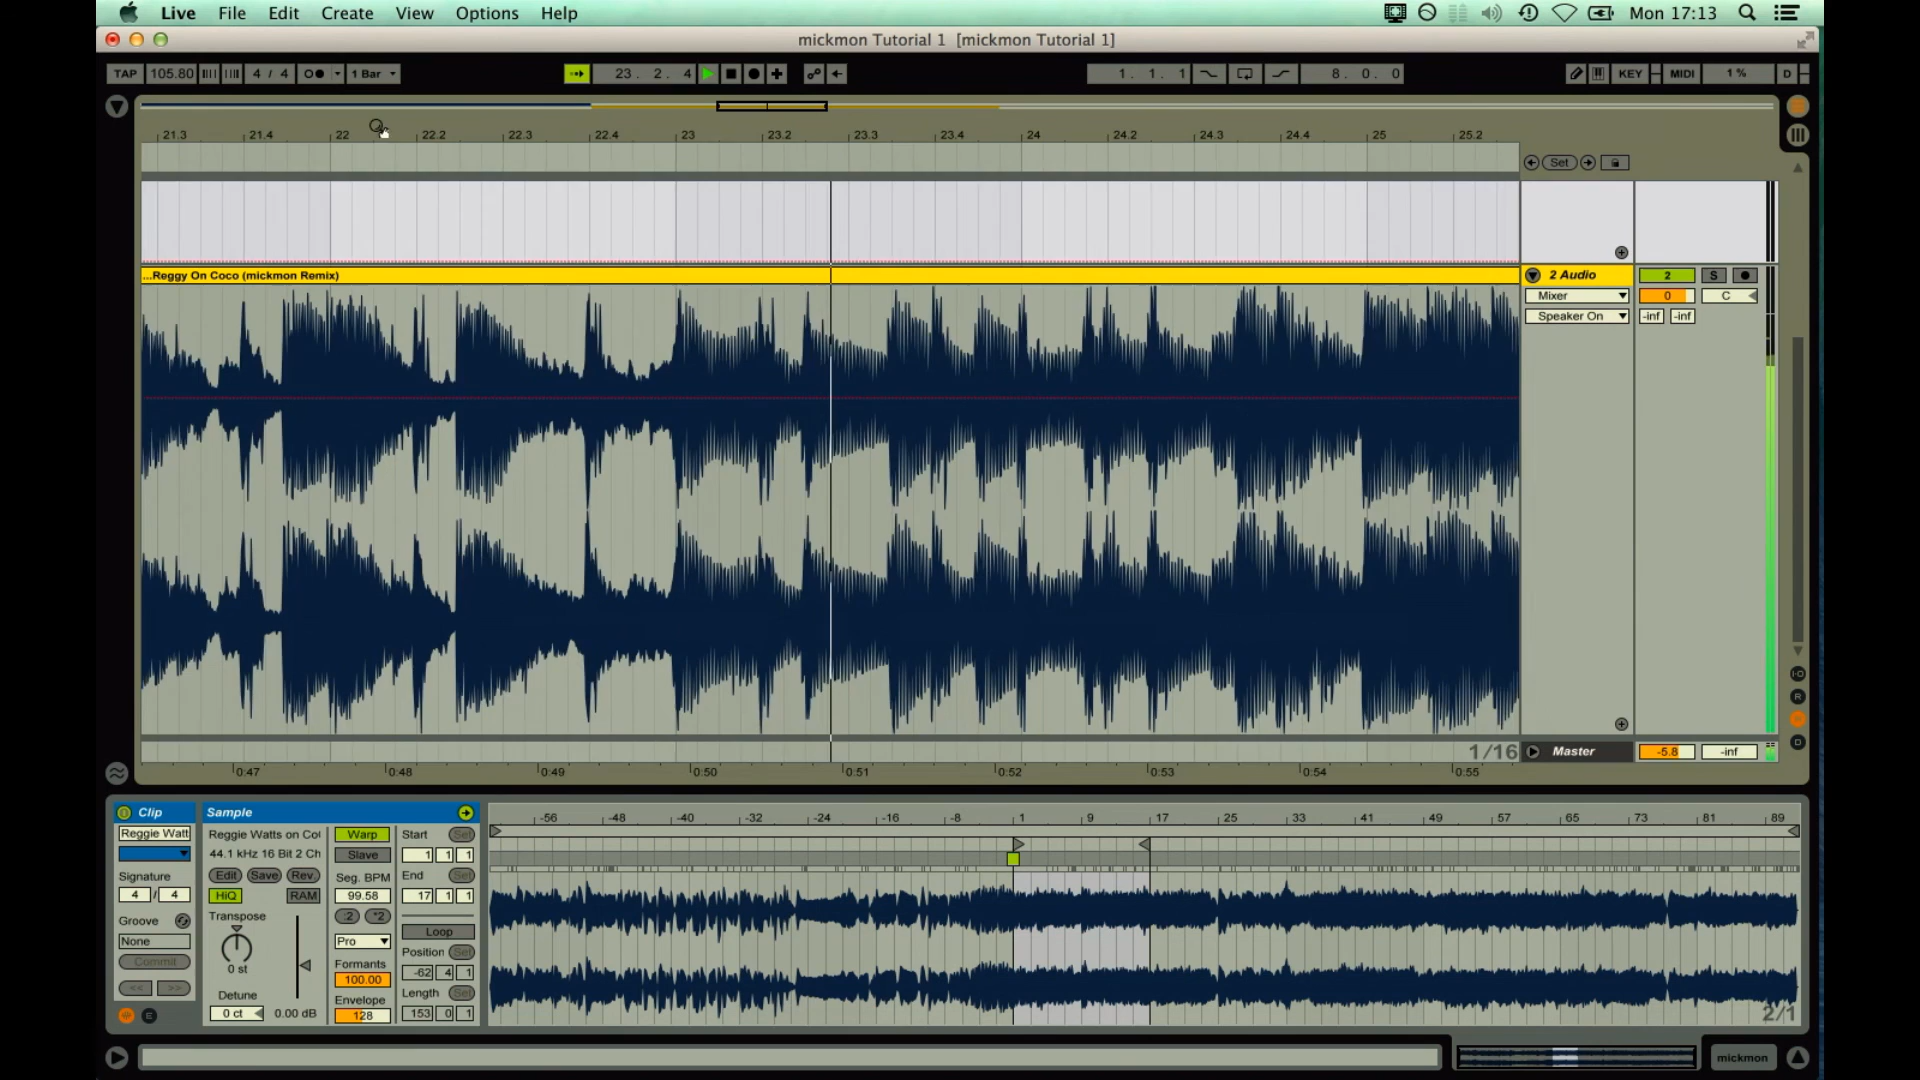 Live File Edit Create View Options Help Mon 17:13
mickmon Tutorial 1 [mickmon Tutorial 1]
TAP 105.80 4 / 4 1 Bar 23. 2. 4 1. 1. 1 8. 0. 0 KEY MIDI 1 % D
21.3 21.4 22 22.2 22.3 22.4 23 23.2 23.3 23.4 24 24.2 24.3 24.4 25 25.2
Set
...Reggy On Coco (mickmon Remix) 2 Audio 2 S
Mixer 0 C
Speaker On -inf -inf
1/16 Master -5.8 -inf
0:47 0:48 0:49 0:50 0:51 0:52 0:53 0:54 0:55
I·O
R
M
D
Clip Sample
-56 -48 -40 -32 -24 -16 -8 1 9 17 25 33 41 49 57 65 73 81 89
Reggie Watt Reggie Watts on Co Warp Start Set
44.1 kHz 16 Bit 2 Ch Slave 1 1 1
Signature Edit Save Rev. Seg. BPM End Set
4 / 4 HiQ RAM 99.58 17 1 1
Groove Transpose :2 *2
None Pro Loop
Commit 0 st Formants Position Set
100.00 -62 4 1
<< >> Detune Envelope Length Set
E 0 ct 0.00 dB 128 153 0 1
2/1
mickmon